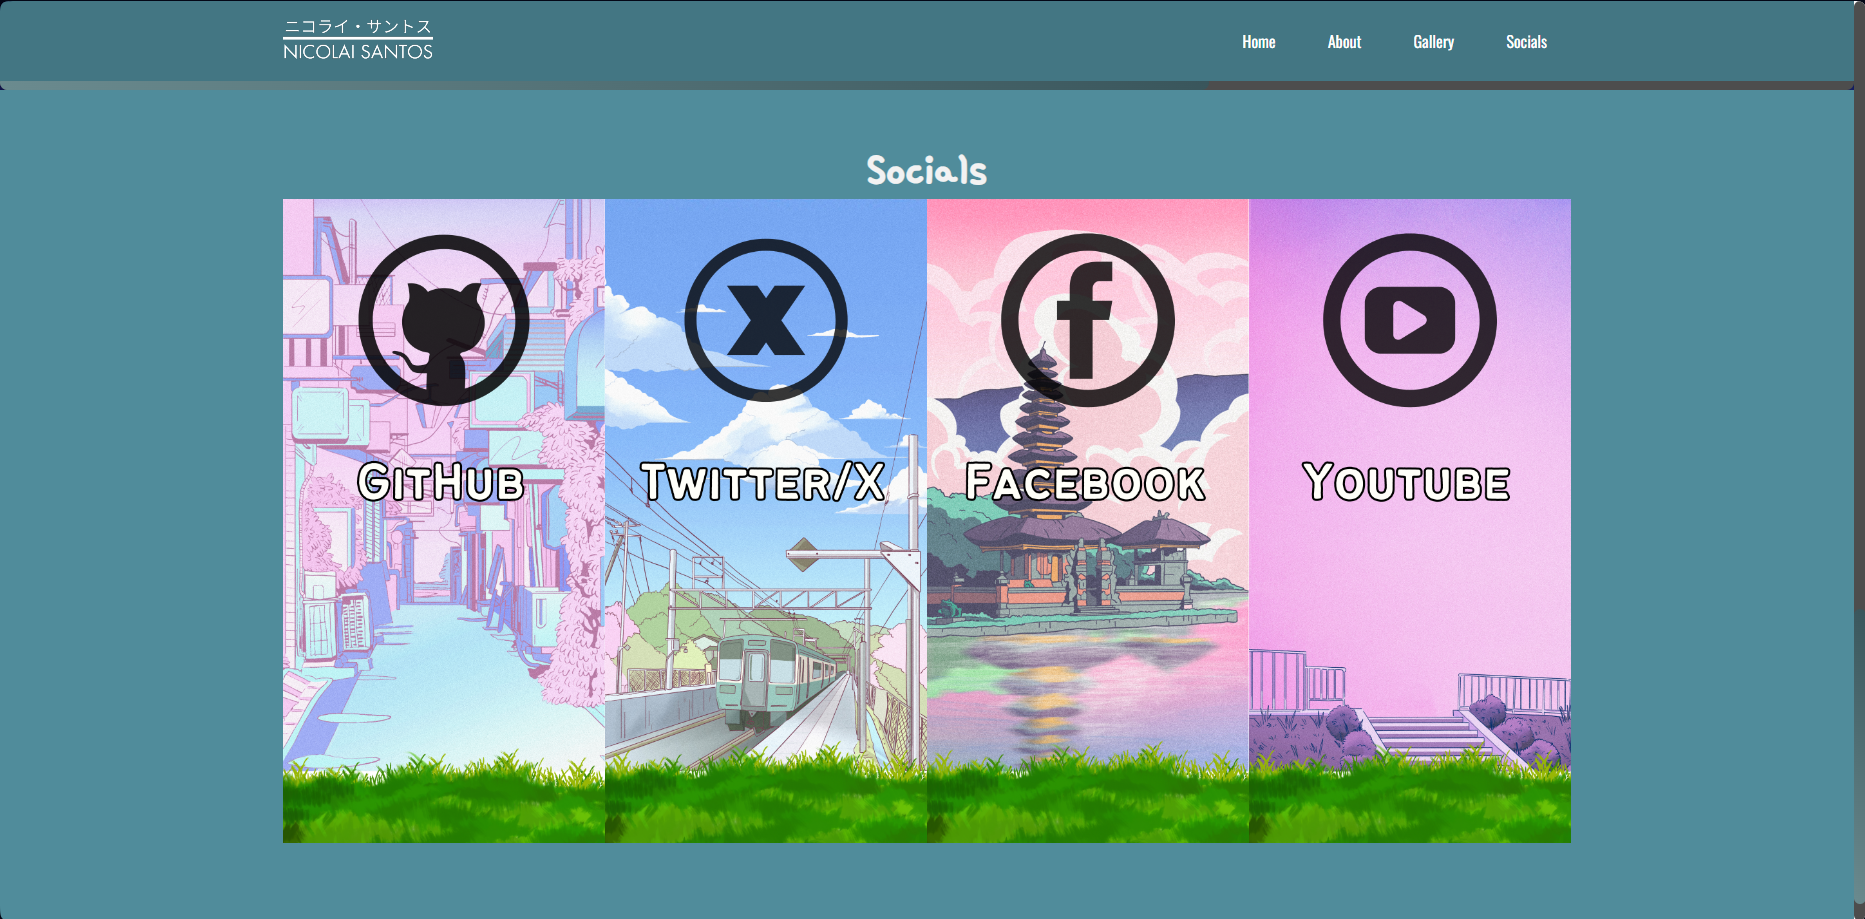 ニコライ・サントス
NICOLAI SANTOS
Home About Gallery Socials
Socials
GitHub Twitter/X Facebook Youtube